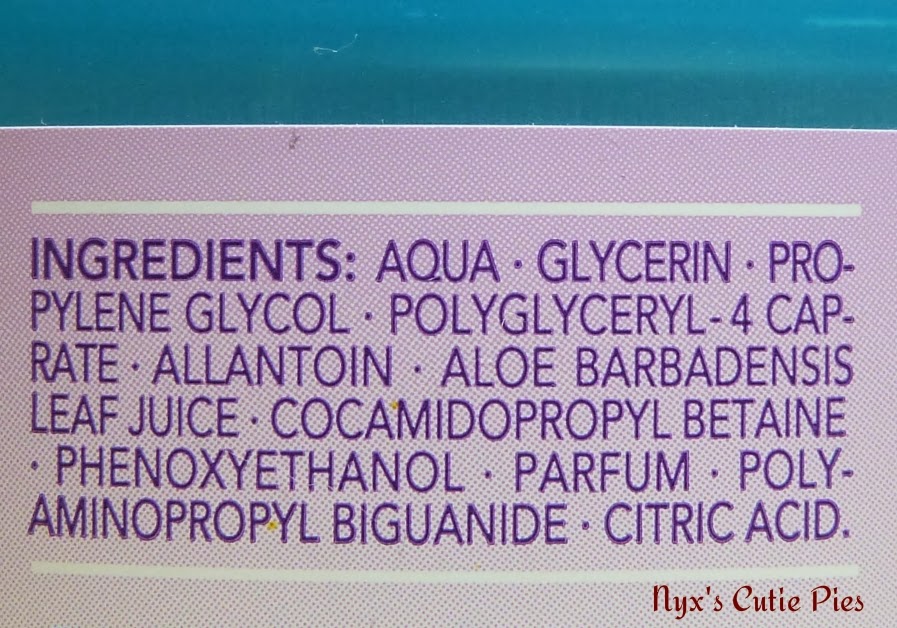 INGREDIENTS: AQUA · GLYCERIN · PRO-
PYLENE GLYCOL · POLYGLYCERYL-4 CAP-
RATE · ALLANTOIN · ALOE BARBADENSIS
LEAF JUICE · COCAMIDOPROPYL BETAINE
· PHENOXYETHANOL · PARFUM · POLY-
AMINOPROPYL BIGUANIDE · CITRIC ACID.
Nyx's Cutie Pies